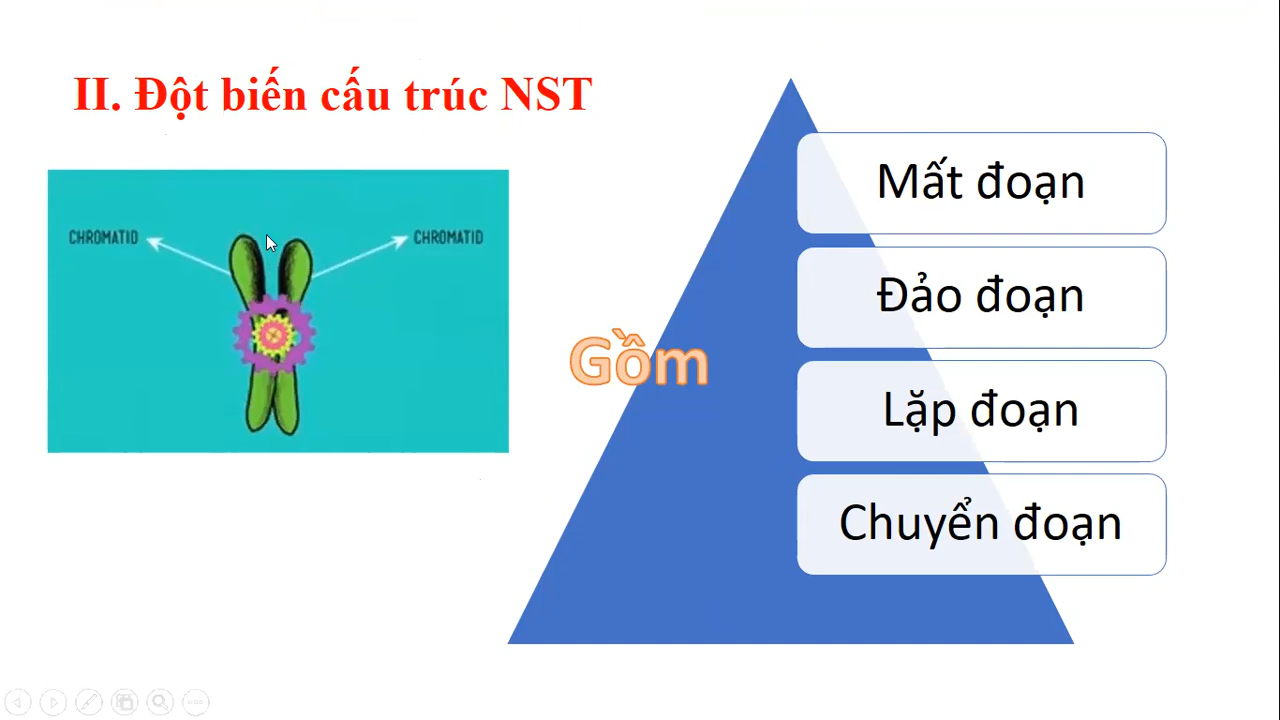 II. Đột biến cấu trúc NST
CHROMATID
CHROMATID
Gồm
Mất đoạn
Đảo đoạn
Lặp đoạn
Chuyển đoạn